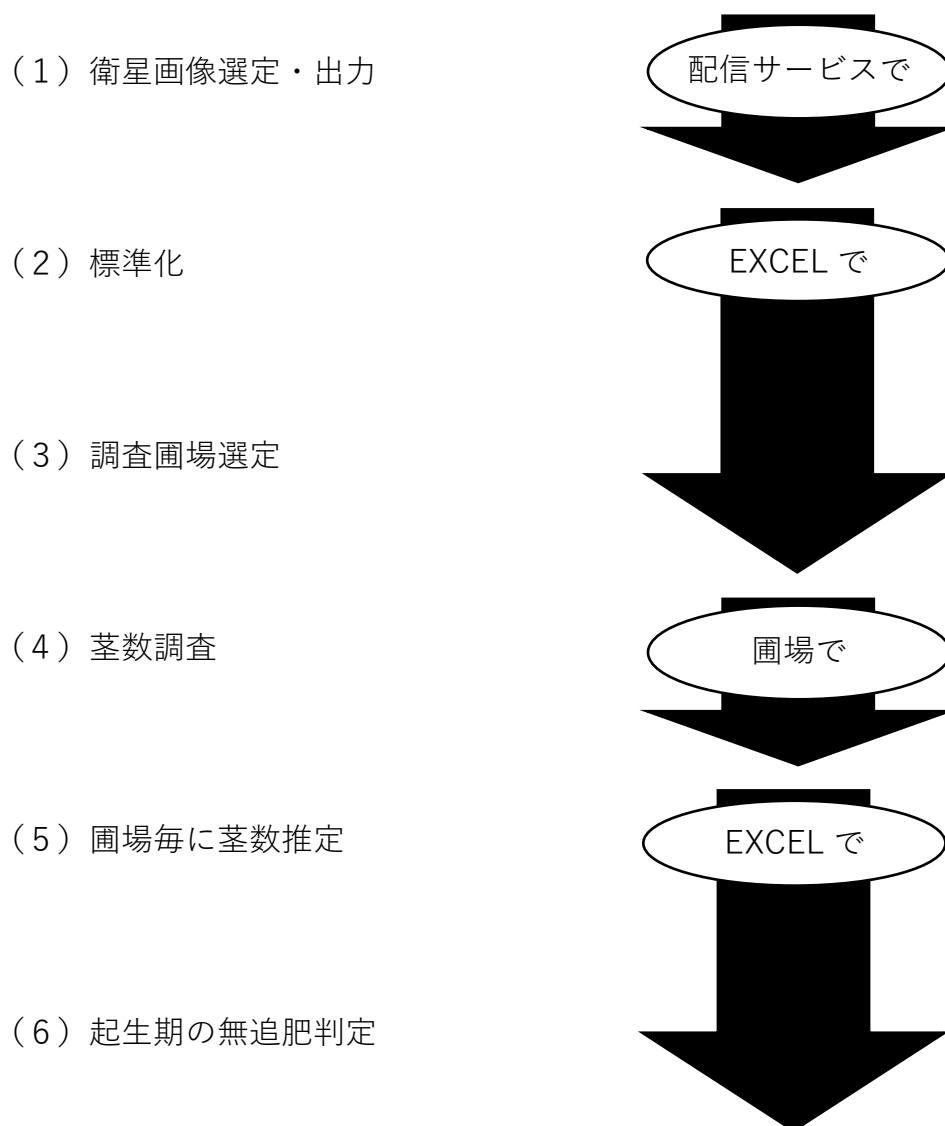 （1）衛星画像選定・出力
配信サービスで
（2）標準化
EXCEL で
（3）調査圃場選定
（4）茎数調査
圃場で
（5）圃場毎に茎数推定
EXCEL で
（6）起生期の無追肥判定